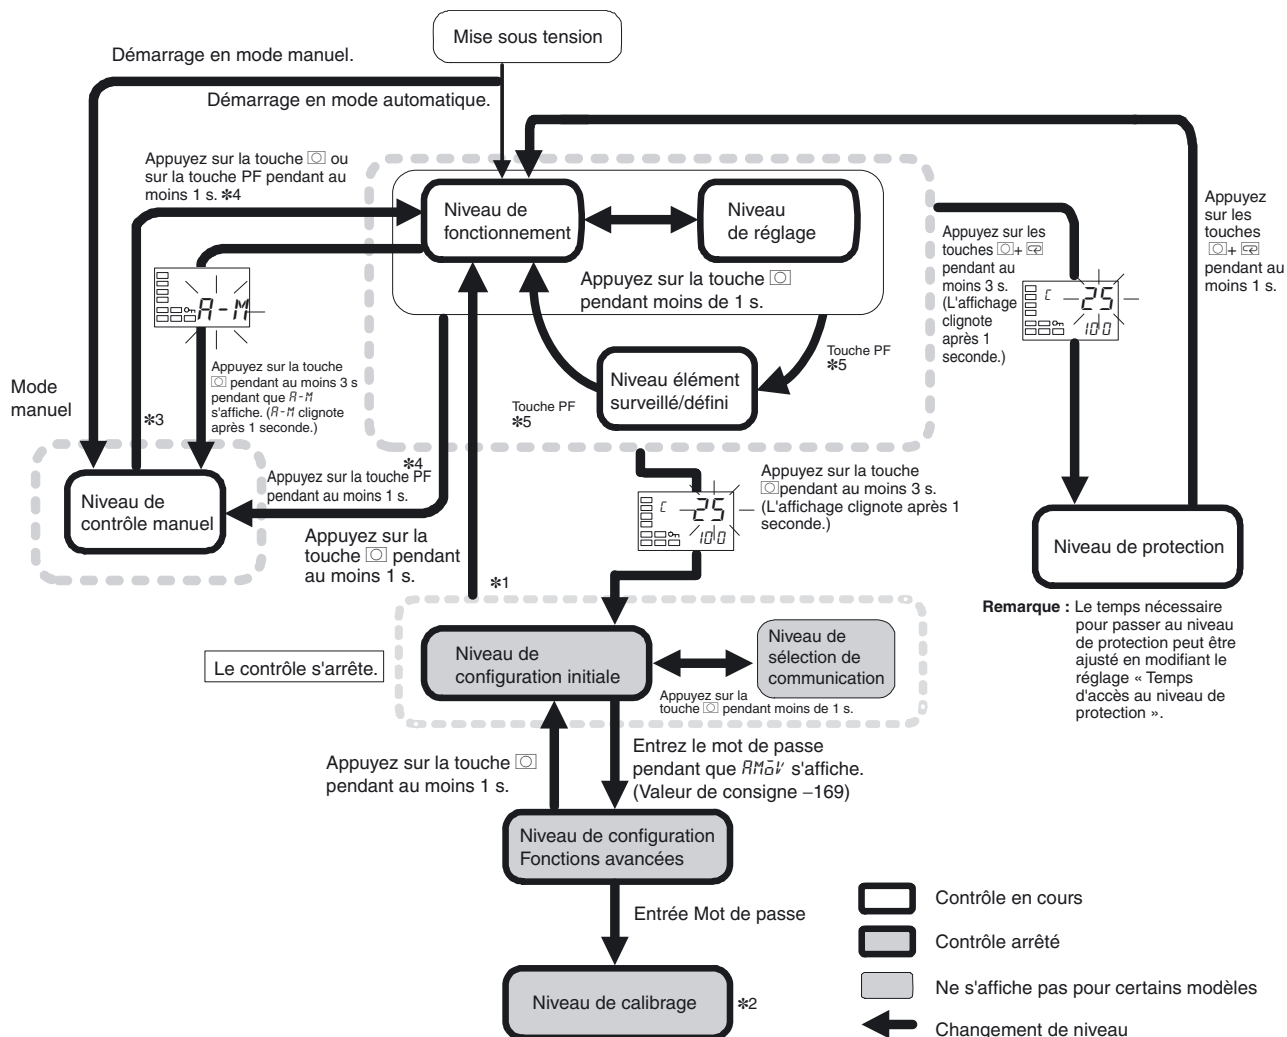 Mise sous tension
Démarrage en mode manuel.
Démarrage en mode automatique.
Appuyez sur la touche ou
sur la touche PF pendant au
moins 1 s. *4
Niveau de
fonctionnement
Niveau
de réglage
Appuyez sur la touche
pendant moins de 1 s.
Appuyez sur les
touches +
pendant au
moins 3 s.
(L'affichage
clignote
après 1
seconde.)
C 25
100
Appuyez
sur les
touches
+
pendant au
moins 1 s.
A-M
Appuyez sur la touche
pendant au moins 3 s
pendant que A-M
s'affiche. (A-M clignote
après 1 seconde.)
Mode
manuel
*3
Touche PF
*5
Niveau élément
surveillé/défini
Touche PF
*5
*4
Appuyez sur la touche PF
pendant au moins 1 s.
Niveau de
contrôle manuel
Appuyez sur la touche
pendant au moins 3 s.
(L'affichage clignote après 1
seconde.)
C 25
100
Appuyez sur la
touche pendant
au moins 1 s.
*1
Niveau de protection
Remarque : Le temps nécessaire
pour passer au niveau
de protection peut être
ajusté en modifiant le
réglage « Temps
d'accès au niveau de
protection ».
Le contrôle s'arrête.
Niveau de
configuration initiale
Niveau de
sélection de
communication
Appuyez sur la
touche pendant moins de 1 s.
Appuyez sur la touche
pendant au moins 1 s.
Entrez le mot de passe
pendant que AMoV s'affiche.
(Valeur de consigne –169)
Niveau de configuration
Fonctions avancées
Entrée Mot de passe
Niveau de calibrage
*2
Contrôle en cours
Contrôle arrêté
Ne s'affiche pas pour certains modèles
Changement de niveau